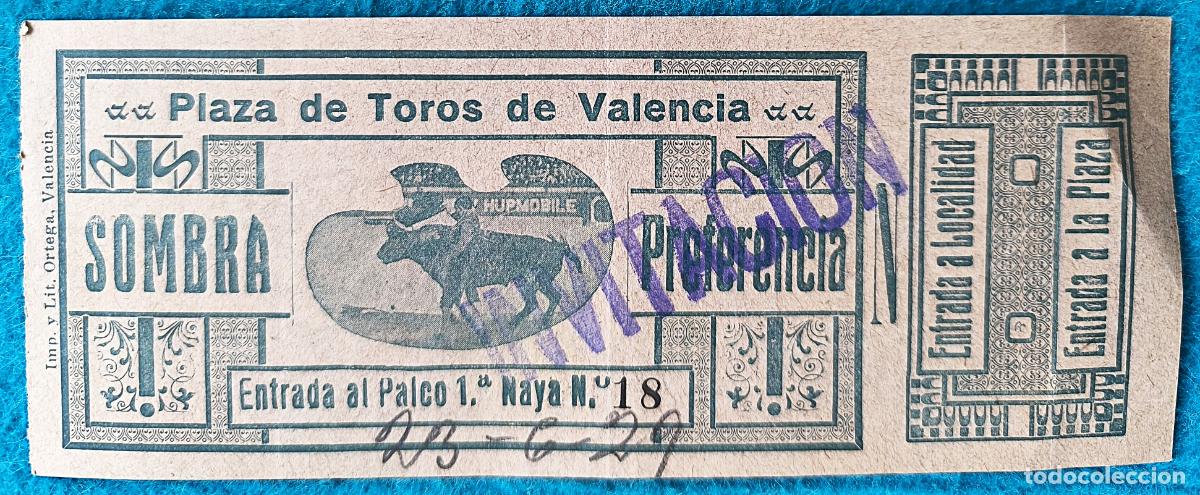 Plaza de Toros de Valencia
HUPMOBILE
SOMBRA
Preferencia
INVITACION
Entrada al Palco 1.ª Naya N.º 18
23-6-29
Imp. y Lit. Ortega, Valencia
N
Entrada a Localidad
Entrada a la Plaza
todocoleccion